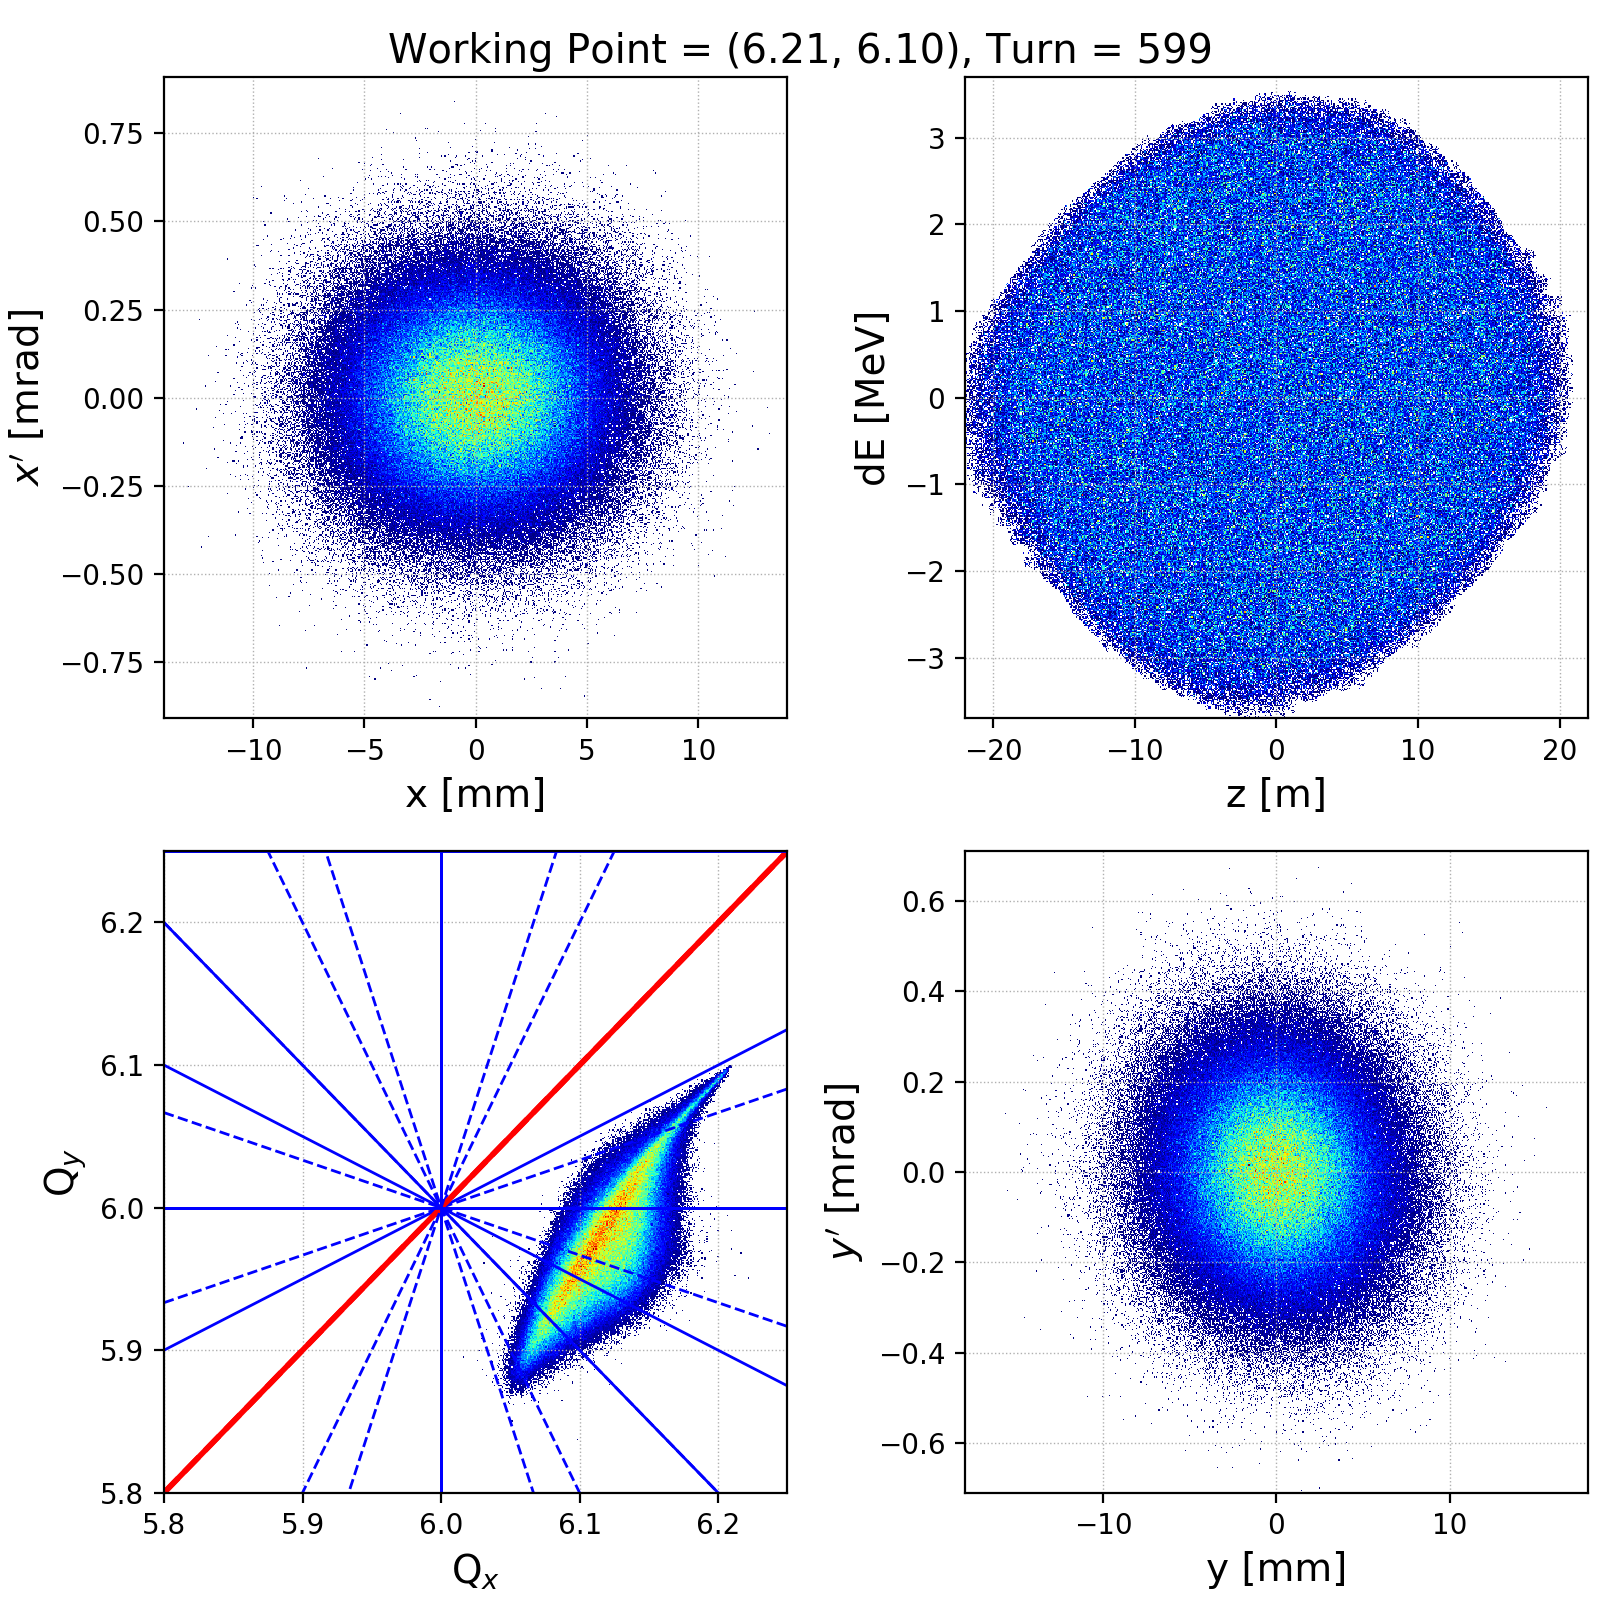 Working Point = (6.21, 6.10), Turn = 599
0.75
0.50
0.25
0.00
−0.25
−0.50
−0.75
x′ [mrad]
−10 −5 0 5 10
x [mm]
3
2
1
0
−1
−2
−3
dE [MeV]
−20 −10 0 10 20
z [m]
6.2
6.1
6.0
5.9
5.8
Qy
5.8 5.9 6.0 6.1 6.2
Qx
0.6
0.4
0.2
0.0
−0.2
−0.4
−0.6
y′ [mrad]
−10 0 10
y [mm]